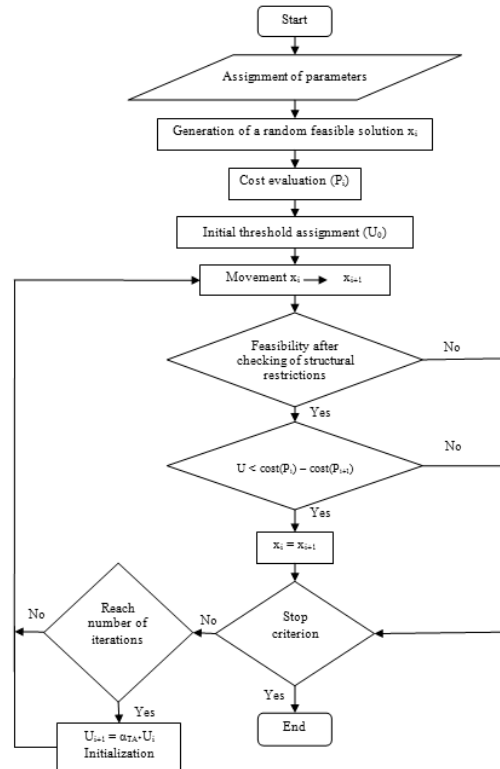 Start
Assignment of parameters
Generation of a random feasible solution xᵢ
Cost evaluation (Pᵢ)
Initial threshold assignment (U₀)
Movement xᵢ → xᵢ₊₁
Feasibility after
checking of structural
restrictions
No
Yes
U < cost(Pᵢ) – cost(Pᵢ₊₁)
No
Yes
xᵢ = xᵢ₊₁
Stop
criterion
No
Reach
number of
iterations
No
Yes
Yes
Uᵢ₊₁ = α_TA·Uᵢ
Initialization
End